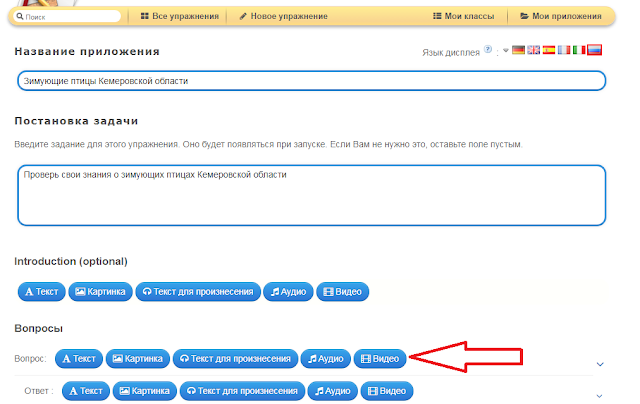 Поиск Все упражнения Новое упражнение Мои классы Мои приложения
Название приложения
Язык дисплея ? :
Зимующие птицы Кемеровской области
Постановка задачи
Введите задание для этого упражнения. Оно будет появляться при запуске. Если Вам не нужно это, оставьте поле пустым.
Проверь свои знания о зимующих птицах Кемеровской области
Introduction (optional)
Текст Картинка Текст для произнесения Аудио Видео
Вопросы
Вопрос: Текст Картинка Текст для произнесения Аудио Видео
Ответ : Текст Картинка Текст для произнесения Аудио Видео